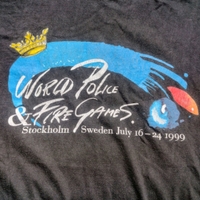 World Police
& Fire Games.
Stockholm Sweden July 16-24 1999